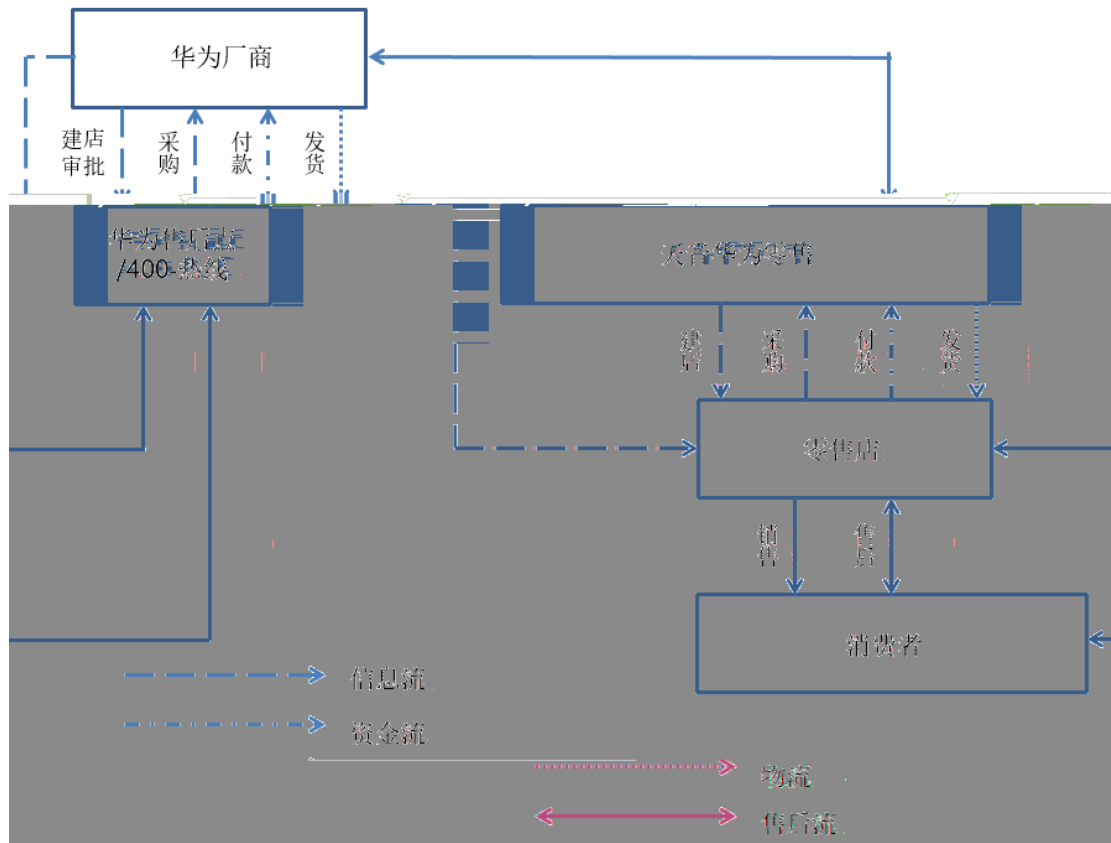 华为厂商
建店
审批
采购
付款
发货
华为售后
/400-热线
天音华为零售
建店
采购
付款
发货
零售店
销售
售后
消费者
信息流
资金流
物流
售后流